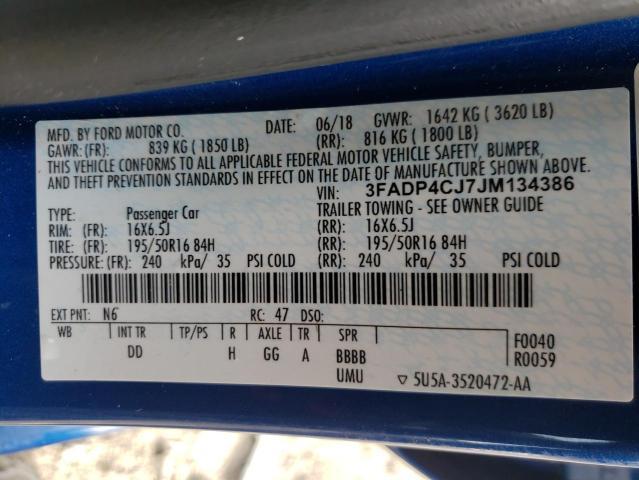 MFD. BY FORD MOTOR CO. DATE: 06/18 GVWR: 1642 KG ( 3620 LB)
GAWR: (FR): 839 KG ( 1850 LB) (RR): 816 KG ( 1800 LB)
THIS VEHICLE CONFORMS TO ALL APPLICABLE FEDERAL MOTOR VEHICLE SAFETY, BUMPER,
AND THEFT PREVENTION STANDARDS IN EFFECT ON THE DATE OF MANUFACTURE SHOWN ABOVE.
VIN: 3FADP4CJ7JM134386
TYPE: Passenger Car TRAILER TOWING - SEE OWNER GUIDE
RIM: (FR): 16X6.5J (RR): 16X6.5J
TIRE: (FR): 195/50R16 84H (RR): 195/50R16 84H
PRESSURE: (FR): 240 kPa/ 35 PSI COLD (RR): 240 kPa/ 35 PSI COLD
EXT PNT: N6 RC: 47 DSO:
WB INT TR TP/PS R AXLE TR SPR F0040
DD H GG A BBBB R0059
UMU ▽ 5U5A-3520472-AA